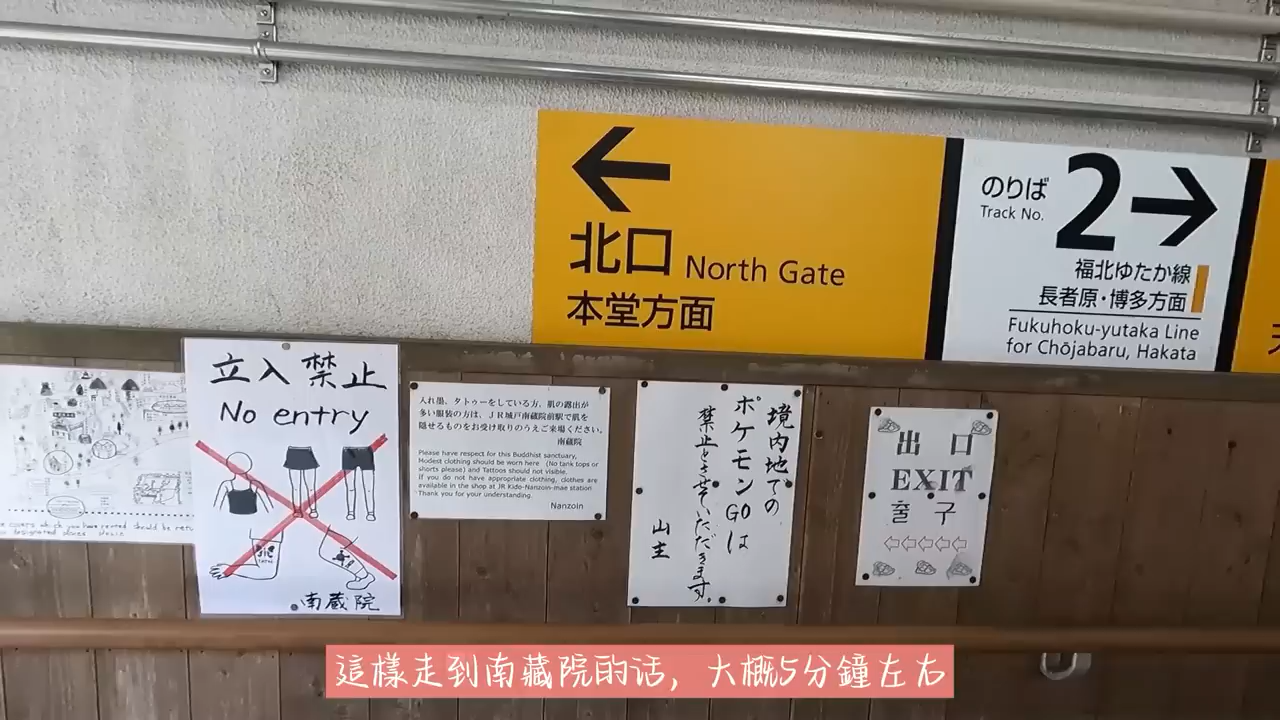 北口 North Gate
本堂方面
のりば
Track No.
2
福北ゆたか線
長者原・博多方面
Fukuhoku-yutaka Line
for Chōjabaru, Hakata
立入禁止
No entry
南蔵院
入れ墨、タトゥーをしている方、肌の露出が
多い服装の方は、JR城戸南蔵院前駅で肌を
隠せるものをお受け取りのうえご来場ください。
南蔵院
Please have respect for this Buddhist sanctuary,
Modest clothing should be worn here (No tank tops or
shorts please) and Tattoos should not visible.
If you do not have appropriate clothing, clothes are
available in the shop at JR Kido-Nanzoin-mae station
Thank you for your understanding.
Nanzoin
境内地での
ポケモンGOは
禁止とさせていただきます。
山主
出口
EXIT
출구
which you have rented should be
designated place
這樣走到南藏院的话，大概5分鐘左右